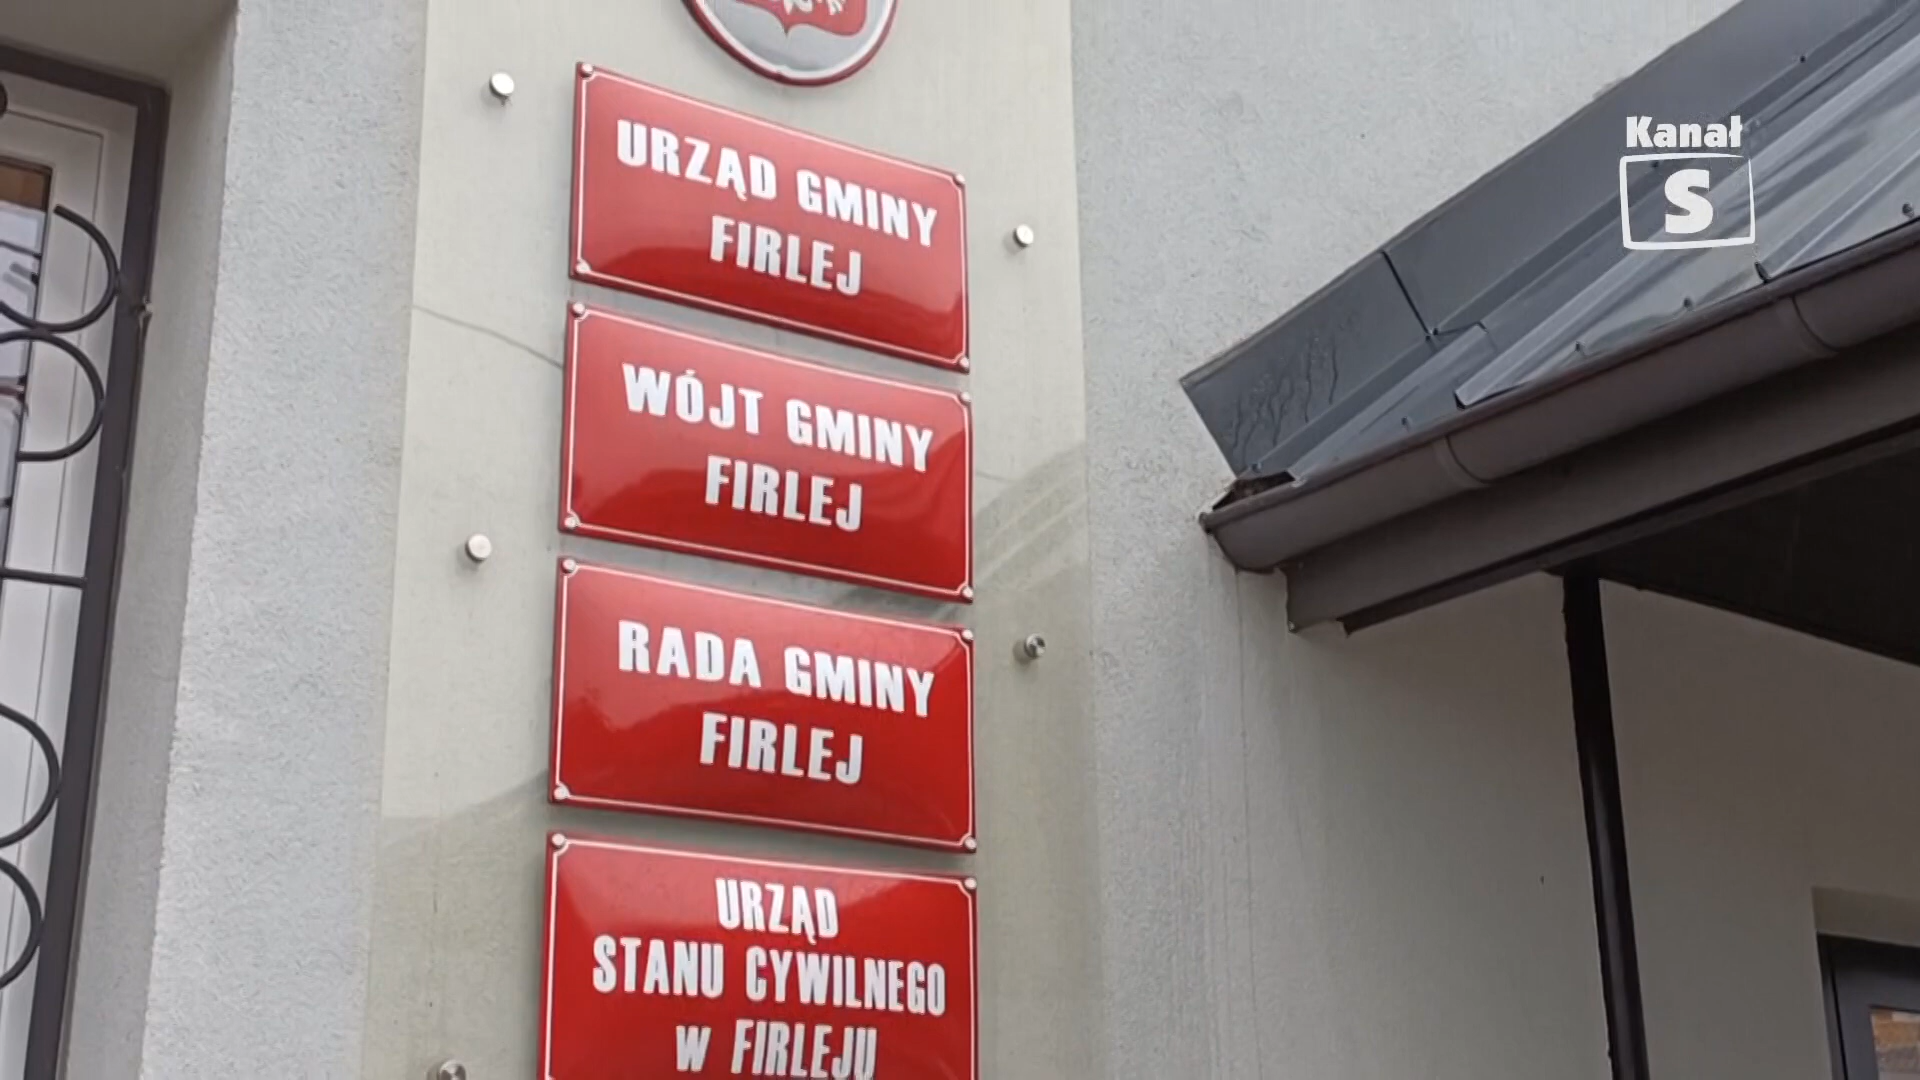 Kanał
S
URZĄD GMINY
FIRLEJ
WÓJT GMINY
FIRLEJ
RADA GMINY
FIRLEJ
URZĄD
STANU CYWILNEGO
w FIRLEJU